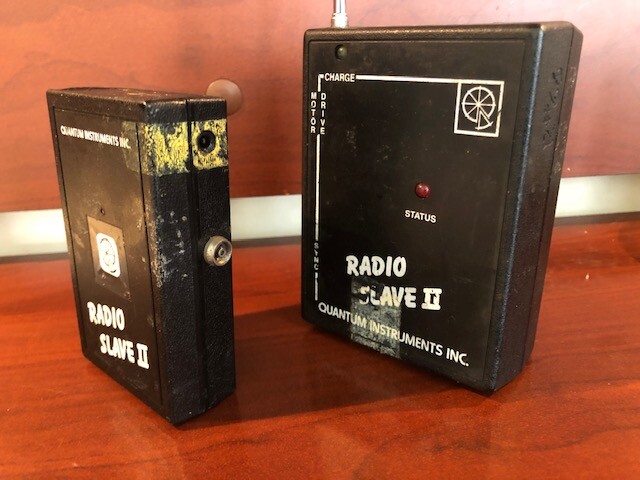 QUANTUM INSTRUMENTS INC.
RADIO
SLAVE II
CHARGE
MOTOR
DRIVE
STATUS
SYNC
RADIO
SLAVE II
QUANTUM INSTRUMENTS INC.